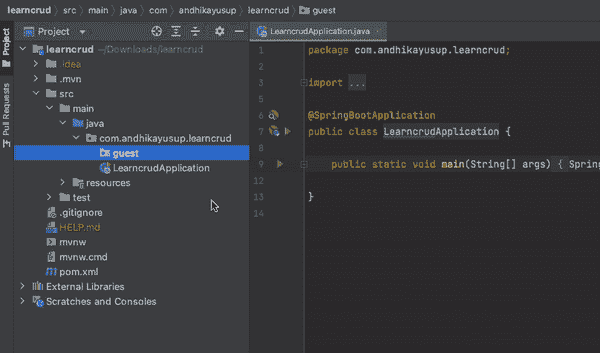 learncrud › src › main › java › com › andhikayusup › learncrud › guest
Project
Pull Requests
Project
learncrud ~/Downloads/learncrud
.idea
.mvn
src
main
java
com.andhikayusup.learncrud
guest
LearncrudApplication
resources
test
.gitignore
HELP.md
mvnw
mvnw.cmd
pom.xml
External Libraries
Scratches and Consoles
LearncrudApplication.java ×
1 package com.andhikayusup.learncrud;
2
3 import ...
5
6 @SpringBootApplication
7 public class LearncrudApplication {
8
9 public static void main(String[] args) { Spring
12
13 }
14